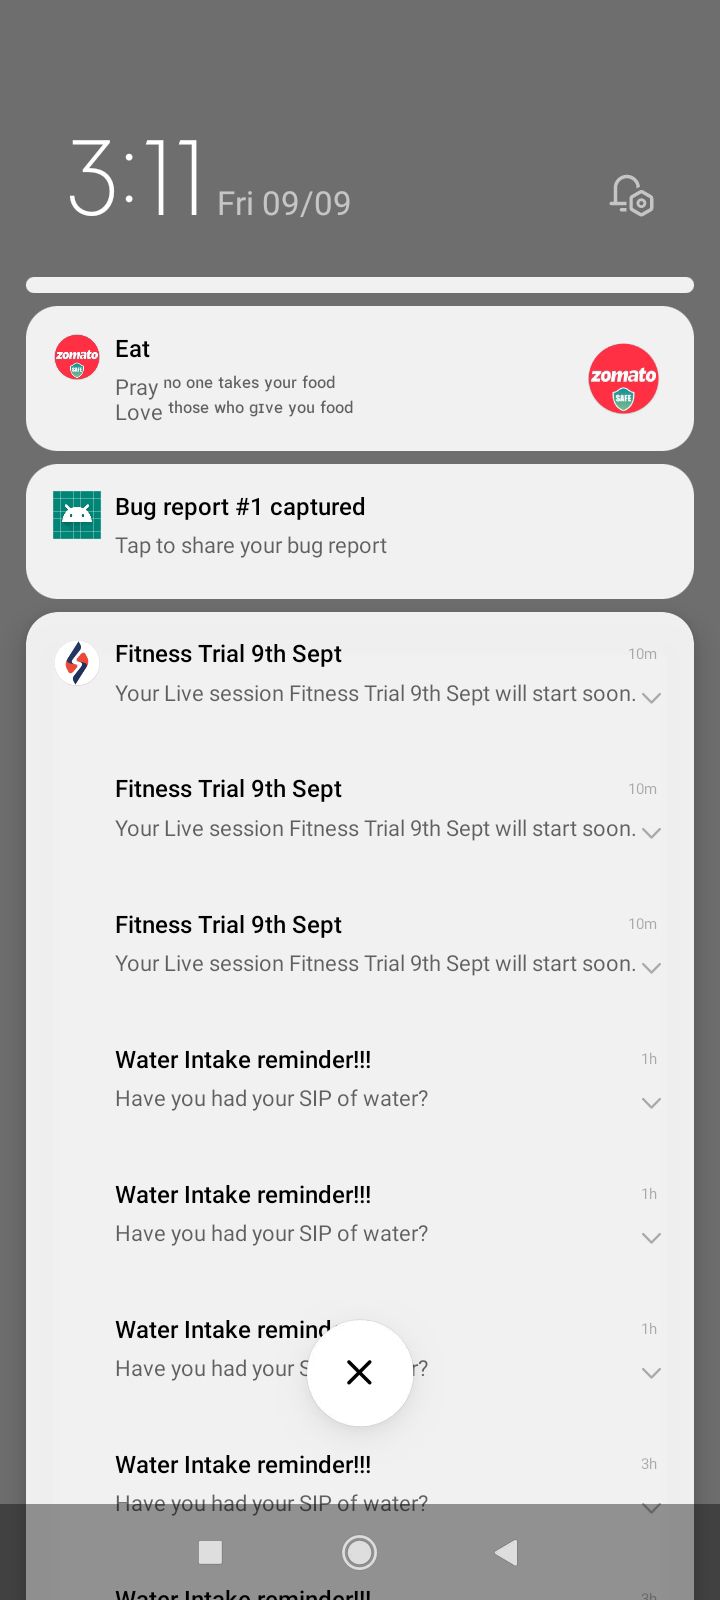 3:11 Fri 09/09
zomato
SAFE
Eat
Pray no one takes your food
Love those who gɪve you food
zomato
SAFE
Bug report #1 captured
Tap to share your bug report
Fitness Trial 9th Sept 10m
Your Live session Fitness Trial 9th Sept will start soon.
Fitness Trial 9th Sept 10m
Your Live session Fitness Trial 9th Sept will start soon.
Fitness Trial 9th Sept 10m
Your Live session Fitness Trial 9th Sept will start soon.
Water Intake reminder!!! 1h
Have you had your SIP of water?
Water Intake reminder!!! 1h
Have you had your SIP of water?
Water Intake 1h
Have you had your
Water Intake reminder!!! 3h
Have you had your SIP of water?
Water Intake reminder!!! 3h